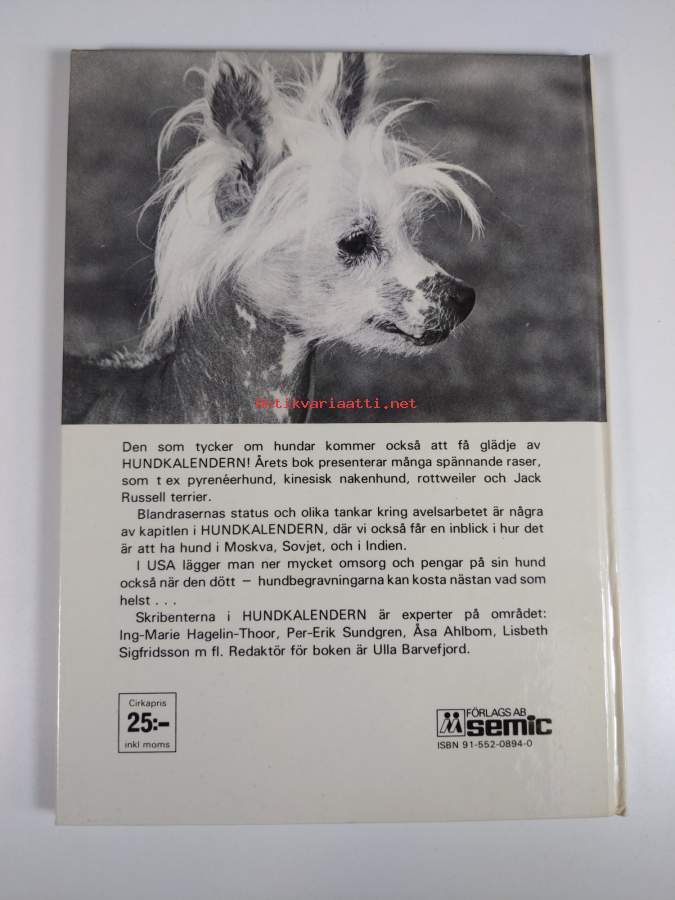 antikvariaatti.net
Den som tycker om hundar kommer också att få glädje av
HUNDKALENDERN! Årets bok presenterar många spännande raser,
som t ex pyrenéerhund, kinesisk nakenhund, rottweiler och Jack
Russell terrier.
Blandrasernas status och olika tankar kring avelsarbetet är några
av kapitlen i HUNDKALENDERN, där vi också får en inblick i hur det
är att ha hund i Moskva, Sovjet, och i Indien.
I USA lägger man ner mycket omsorg och pengar på sin hund
också när den dött – hundbegravningarna kan kosta nästan vad som
helst . . .
Skribenterna i HUNDKALENDERN är experter på området:
Ing-Marie Hagelin-Thoor, Per-Erik Sundgren, Åsa Ahlbom, Lisbeth
Sigfridsson m fl. Redaktör för boken är Ulla Barvefjord.
Cirkapris
25:–
inkl moms
FÖRLAGS AB
semic
ISBN 91-552-0894-0